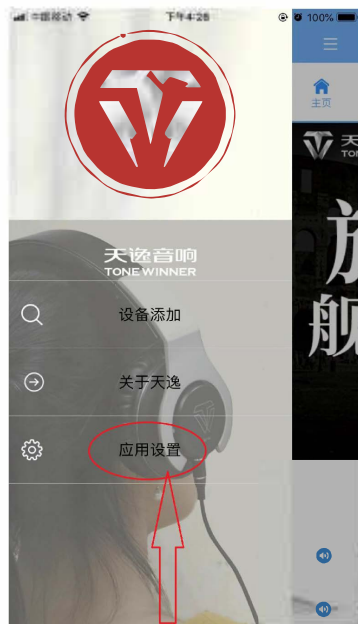 中国移动
下午4:26
100%
主页
天
TON
放
舰
天逸音响
TONE WINNER
设备添加
关于天逸
应用设置